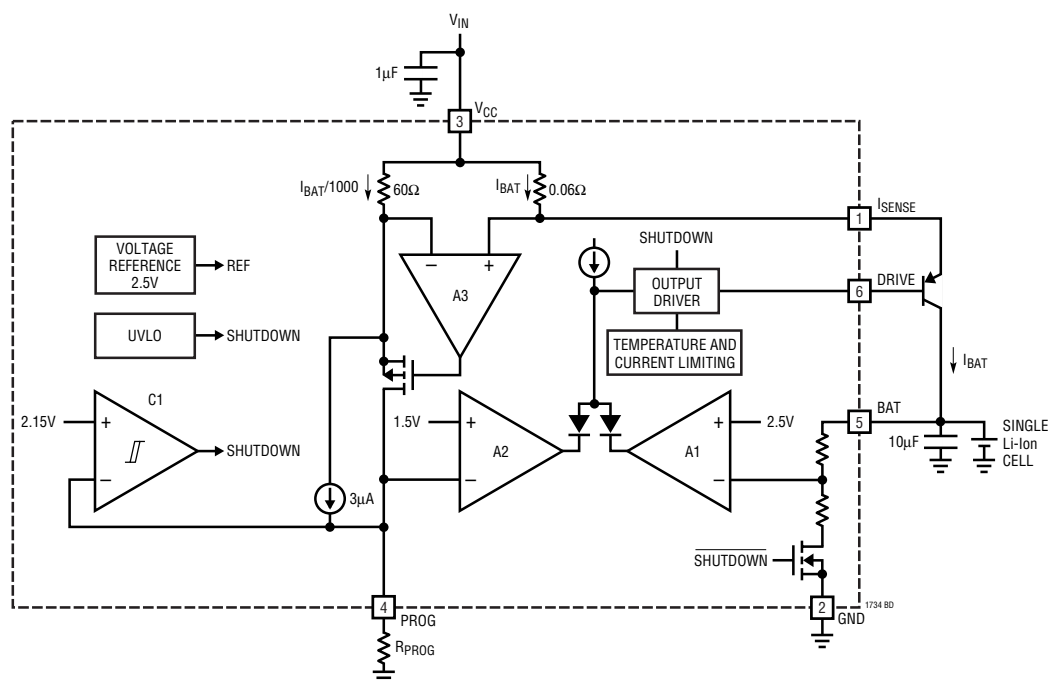 VIN
1µF
VCC
3
IBAT/1000
60Ω
IBAT
0.06Ω
ISENSE
1
VOLTAGE
REFERENCE
2.5V
REF
SHUTDOWN
–
+
A3
OUTPUT
DRIVER
DRIVE
6
UVLO
SHUTDOWN
TEMPERATURE AND
CURRENT LIMITING
IBAT
C1
2.15V
+
–
SHUTDOWN
1.5V
+
–
A2
A1
+
–
2.5V
BAT
5
10µF
SINGLE
Li-Ion
CELL
3µA
SHUTDOWN
4
PROG
RPROG
2
GND
1734 BD